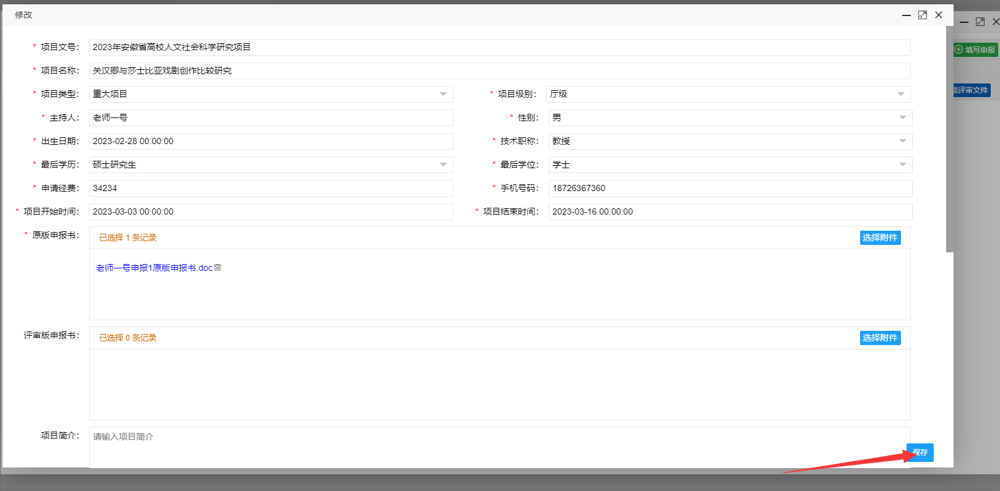 修改
填写申报
* 项目文号: 2023年安徽省高校人文社会科学研究项目
* 项目名称: 关汉卿与莎士比亚戏剧创作比较研究
* 项目类型: 重大项目 * 项目级别: 厅级
评审文件
* 主持人: 老师一号 * 性别: 男
* 出生日期: 2023-02-28 00:00:00 * 技术职称: 教授
* 最后学历: 硕士研究生 * 最后学位: 学士
* 申请经费: 34234 * 手机号码: 18726367360
* 项目开始时间: 2023-03-03 00:00:00 * 项目结束时间: 2023-03-16 00:00:00
* 原版申报书: 已选择 1 条记录 选择附件
老师一号申报1原版申报书.doc
评审版申报书: 已选择 0 条记录 选择附件
项目简介: 请输入项目简介
保存